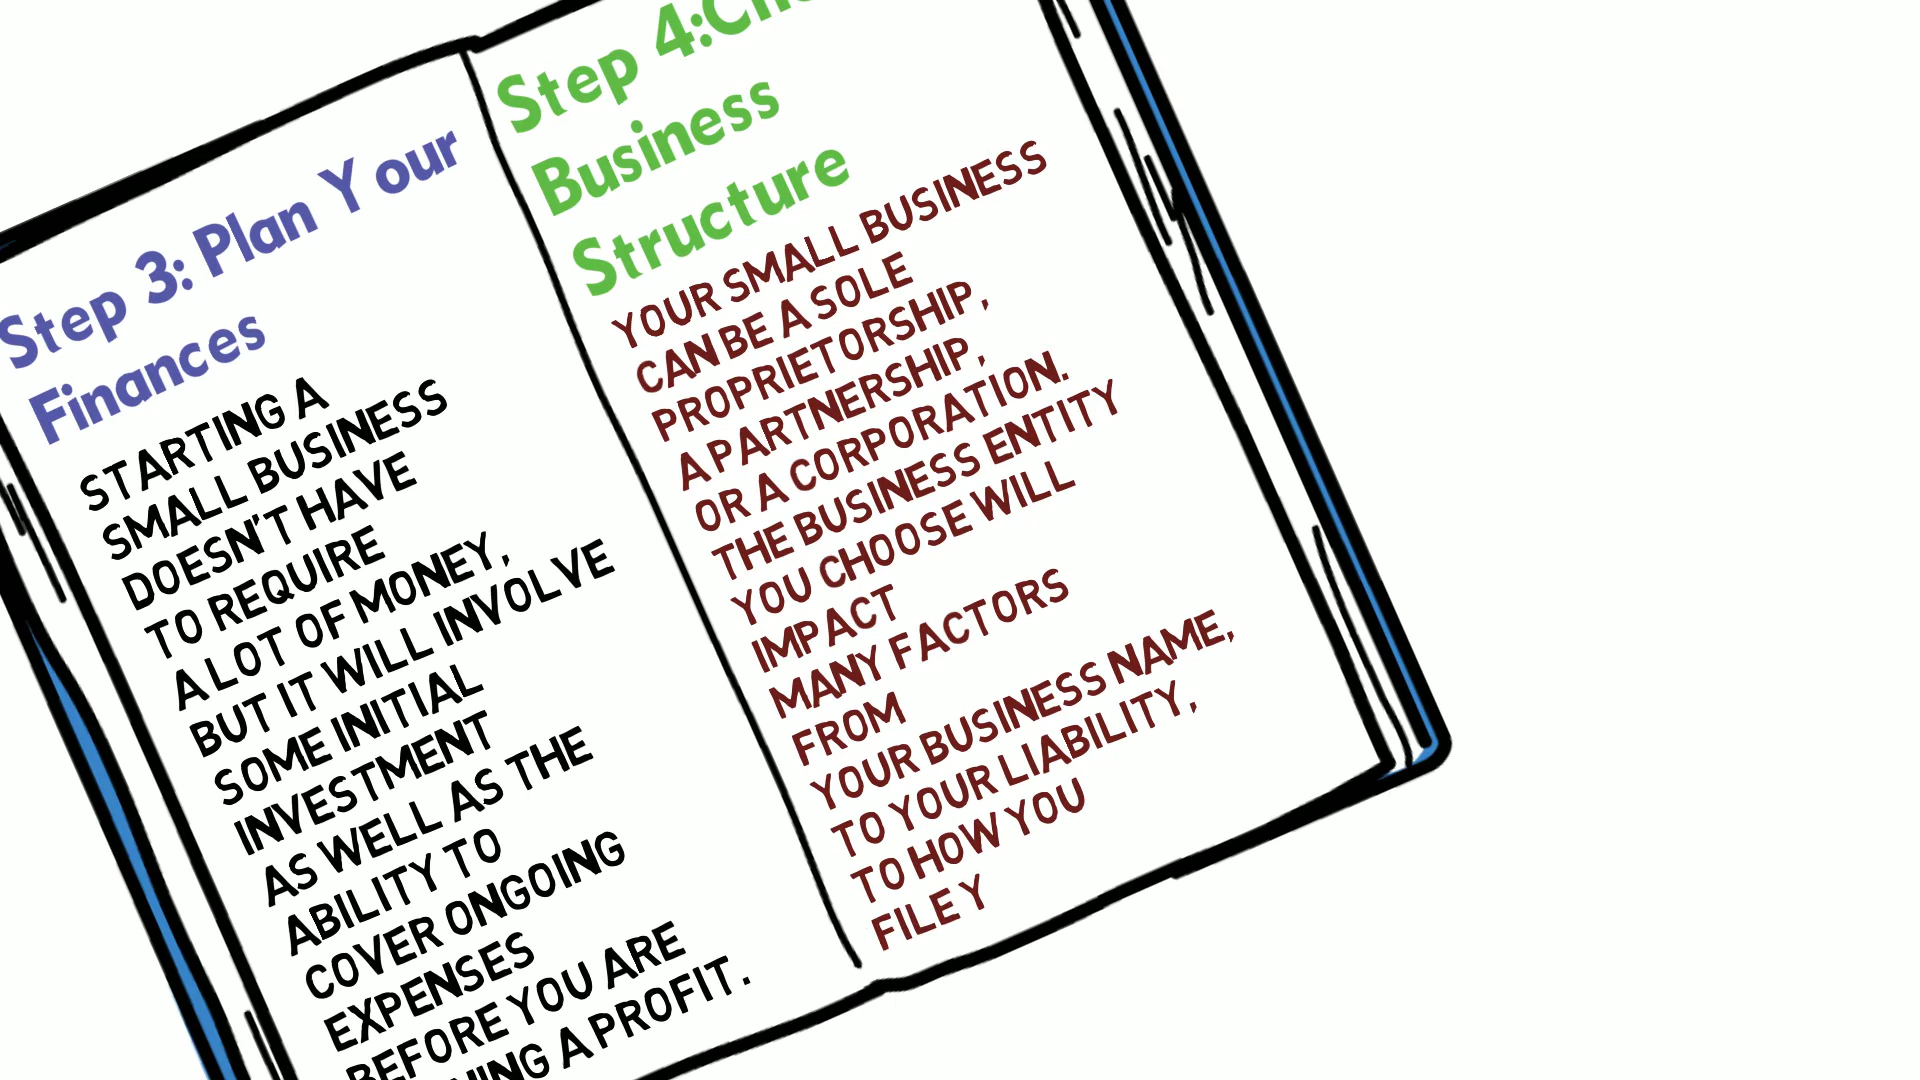 Step 3: Plan Your
Finances
STARTING A
SMALL BUSINESS
DOESN'T HAVE
TO REQUIRE
A LOT OF MONEY,
BUT IT WILL INVOLVE
SOME INITIAL
INVESTMENT
AS WELL AS THE
ABILITY TO
COVER ONGOING
EXPENSES
BEFORE YOU ARE
A PROFIT.
Step 4:
Business
Structure
YOUR SMALL BUSINESS
CAN BE A SOLE
PROPRIETORSHIP,
A PARTNERSHIP,
OR A CORPORATION.
THE BUSINESS ENTITY
YOU CHOOSE WILL
IMPACT
MANY FACTORS
FROM
YOUR BUSINESS NAME,
TO YOUR LIABILITY,
TO HOW YOU
FILE Y